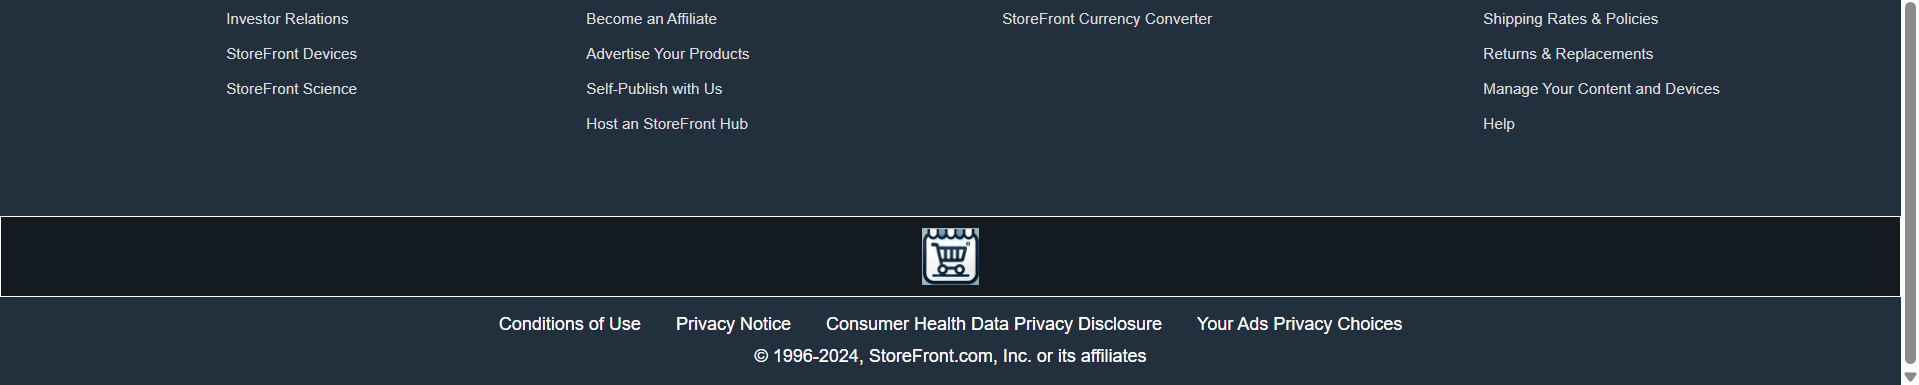 Investor Relations
StoreFront Devices
StoreFront Science
Become an Affiliate
Advertise Your Products
Self-Publish with Us
Host an StoreFront Hub
StoreFront Currency Converter
Shipping Rates & Policies
Returns & Replacements
Manage Your Content and Devices
Help
Conditions of Use Privacy Notice Consumer Health Data Privacy Disclosure Your Ads Privacy Choices
© 1996-2024, StoreFront.com, Inc. or its affiliates